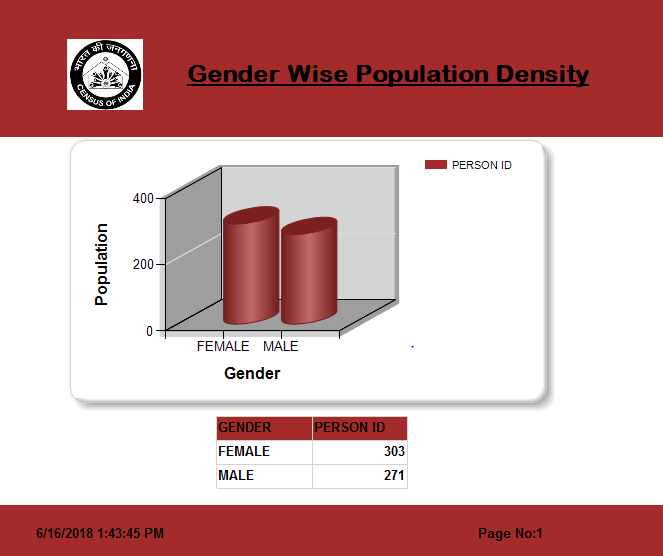 भारत की जनगणना
CENSUS OF INDIA
Gender Wise Population Density
PERSON ID
400
200
0
Population
FEMALE MALE
Gender
GENDER PERSON ID
FEMALE 303
MALE 271
6/16/2018 1:43:45 PM Page No:1